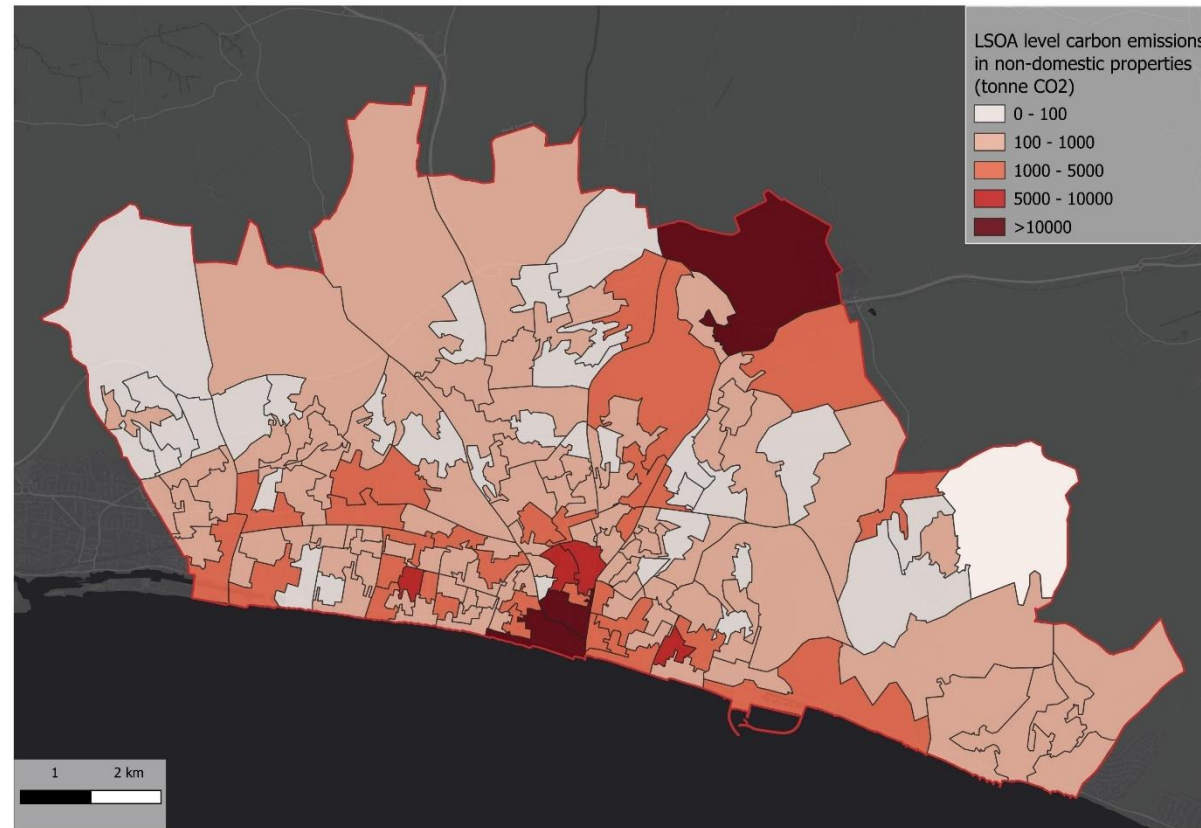 LSOA level carbon emissions
in non-domestic properties
(tonne CO2)
0 - 100
100 - 1000
1000 - 5000
5000 - 10000
>10000
1 2 km